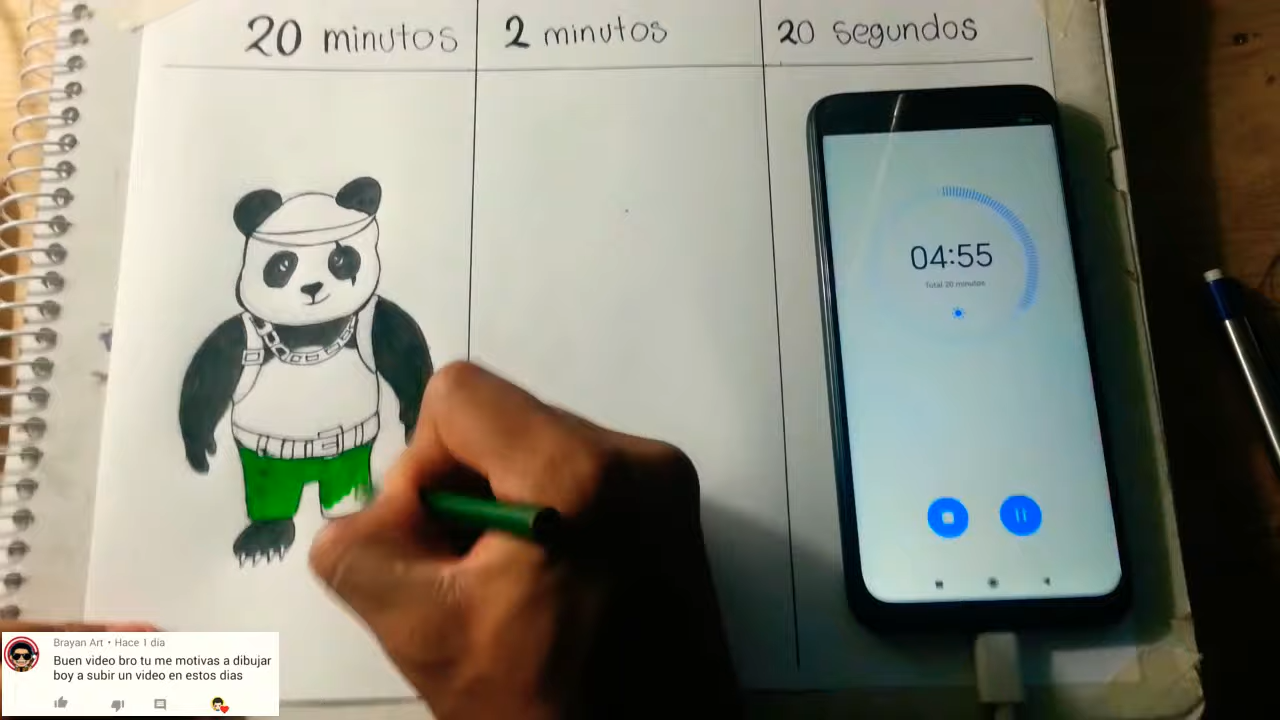 20 minutos
2 minutos
20 segundos
04:55
Total 20 minutos
Brayan Art • Hace 1 día
Buen video bro tu me motivas a dibujar
boy a subir un video en estos dias